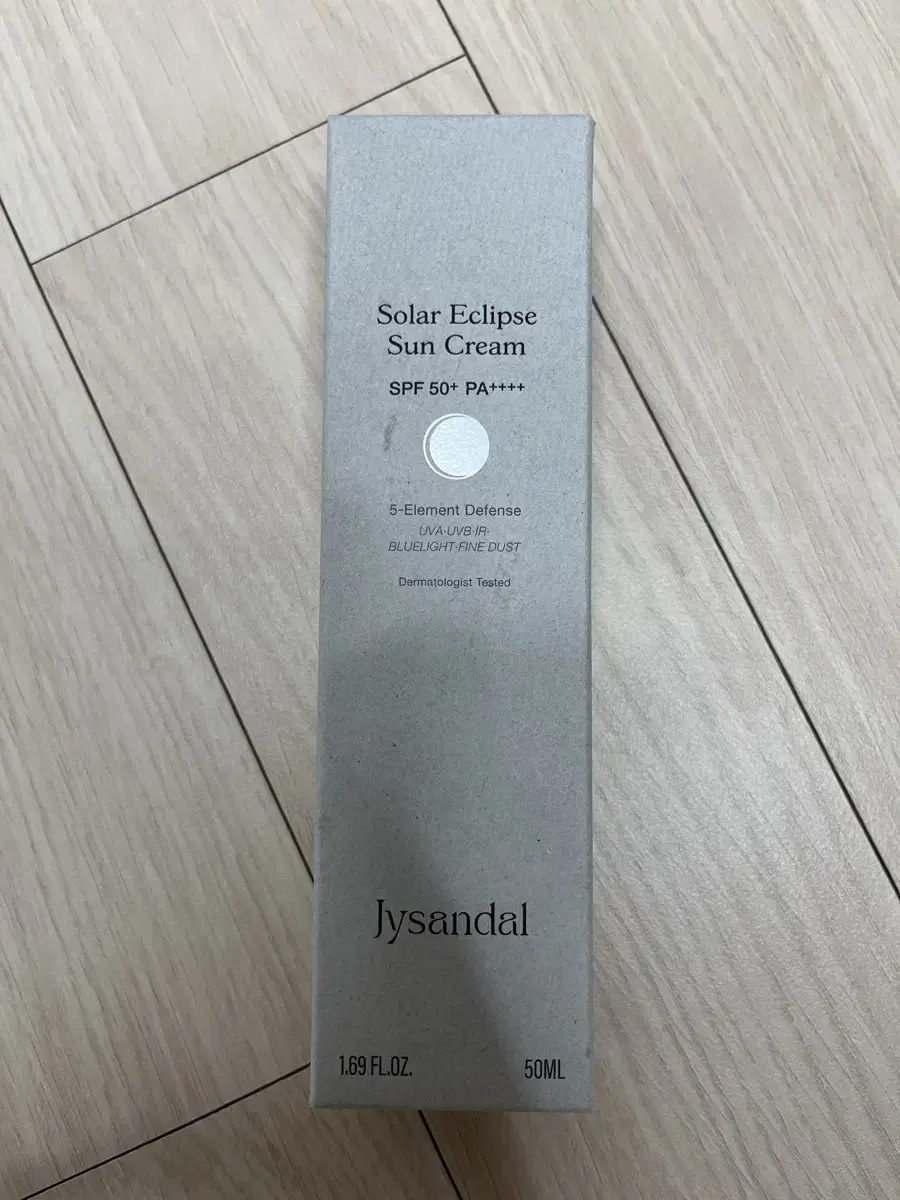 Solar Eclipse
Sun Cream
SPF 50+ PA++++
5-Element Defense
UVA·UVB·IR·
BLUELIGHT·FINE DUST
Dermatologist Tested
Jysandal
1.69 FL.OZ. 50ML